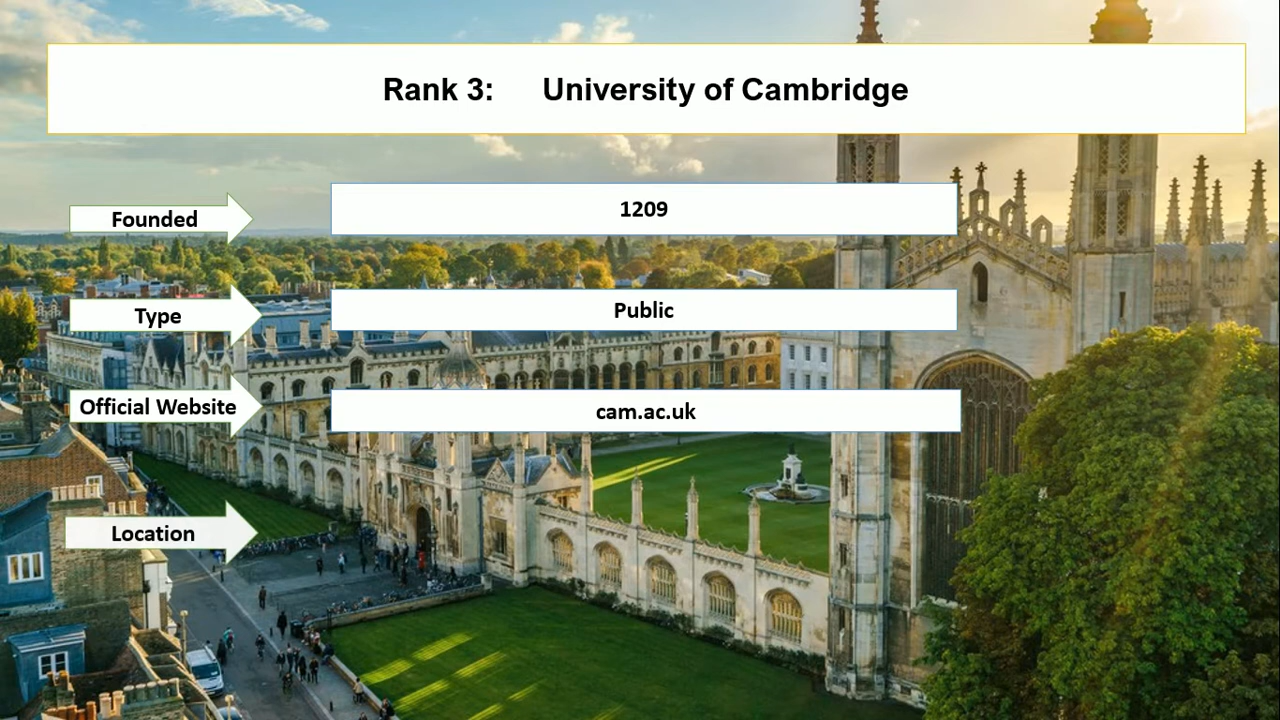 Rank 3: University of Cambridge
Founded
1209
Type
Public
Official Website
cam.ac.uk
Location